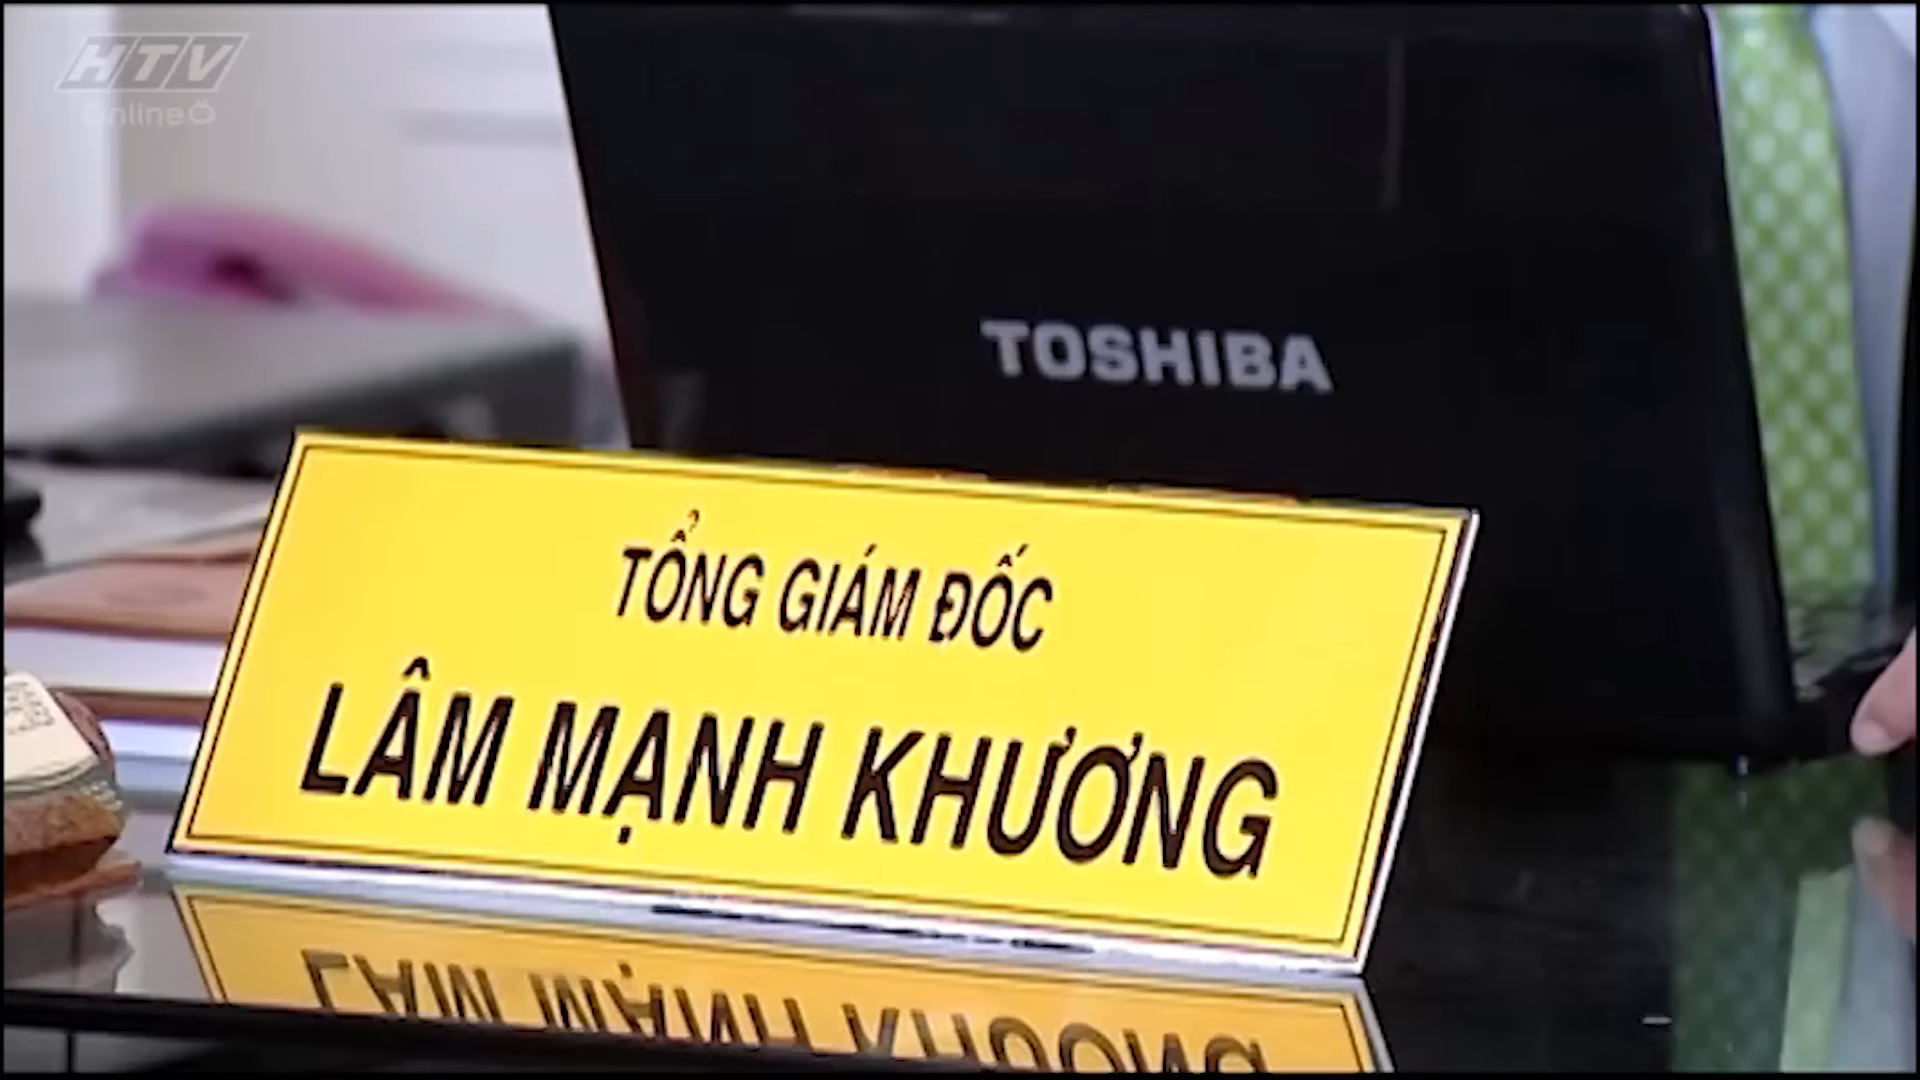 HTV
Online
TOSHIBA
TỔNG GIÁM ĐỐC
LÂM MẠNH KHƯƠNG